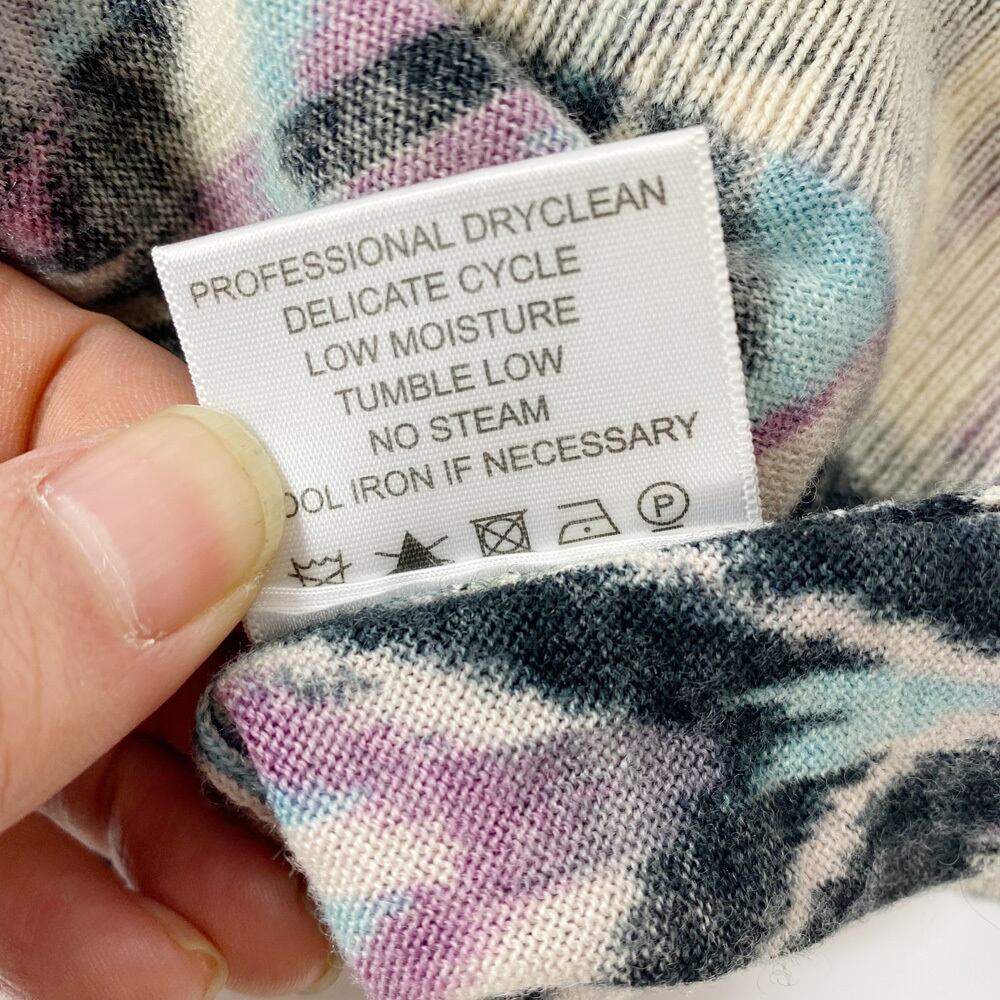 PROFESSIONAL DRYCLEAN
DELICATE CYCLE
LOW MOISTURE
TUMBLE LOW
NO STEAM
OOL IRON IF NECESSARY
P